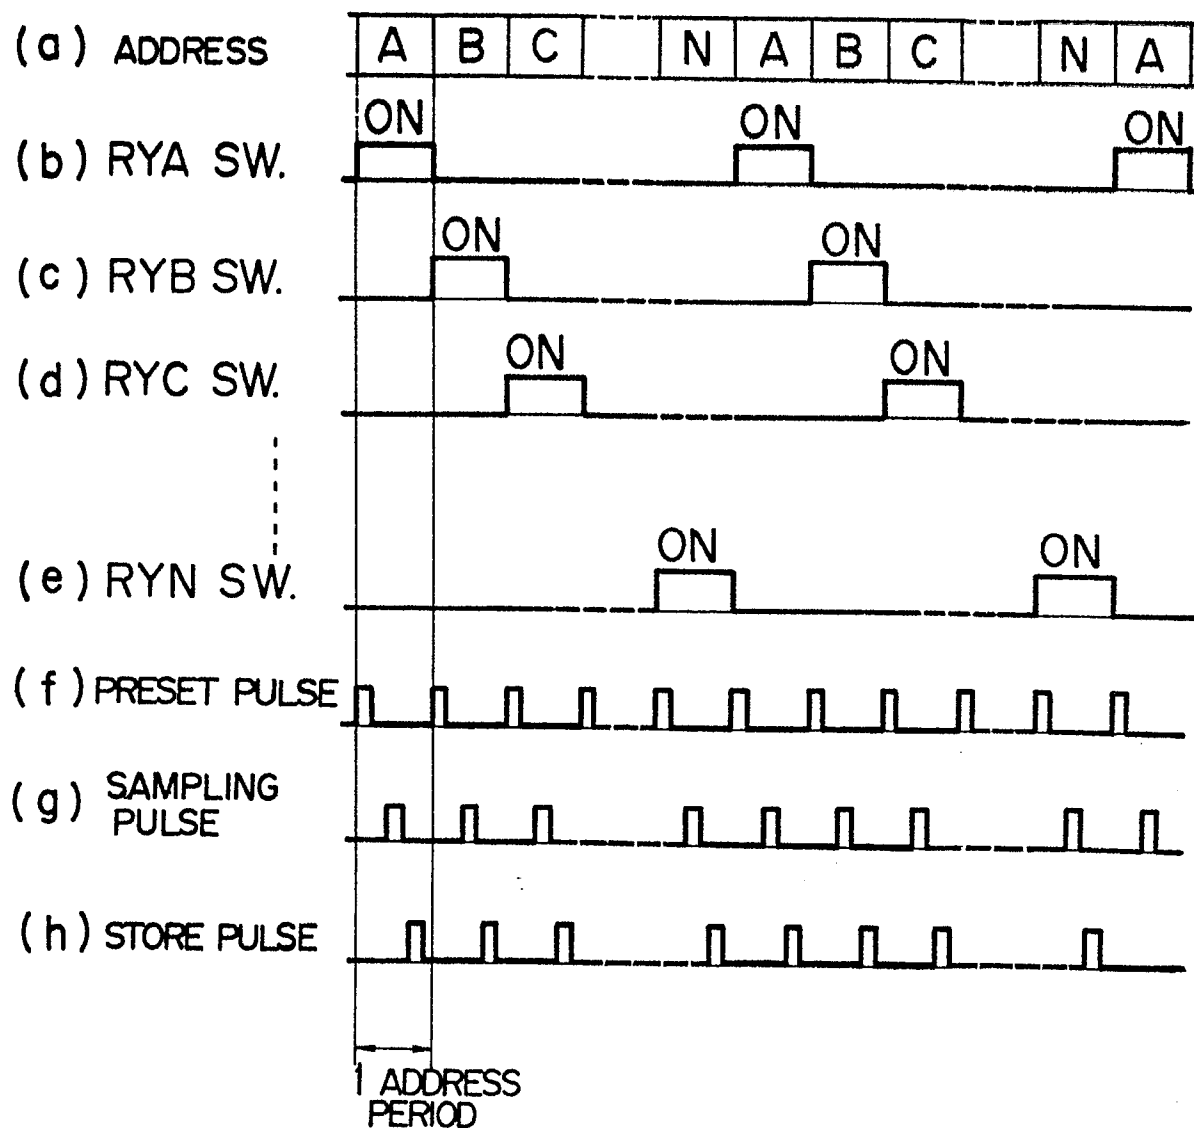 (a) ADDRESS A B C N A B C N A
(b) RYA SW. ON ON ON
(c) RYB SW. ON ON
(d) RYC SW. ON ON
(e) RYN SW. ON ON
(f) PRESET PULSE
(g) SAMPLING
PULSE
(h) STORE PULSE
1 ADDRESS
PERIOD